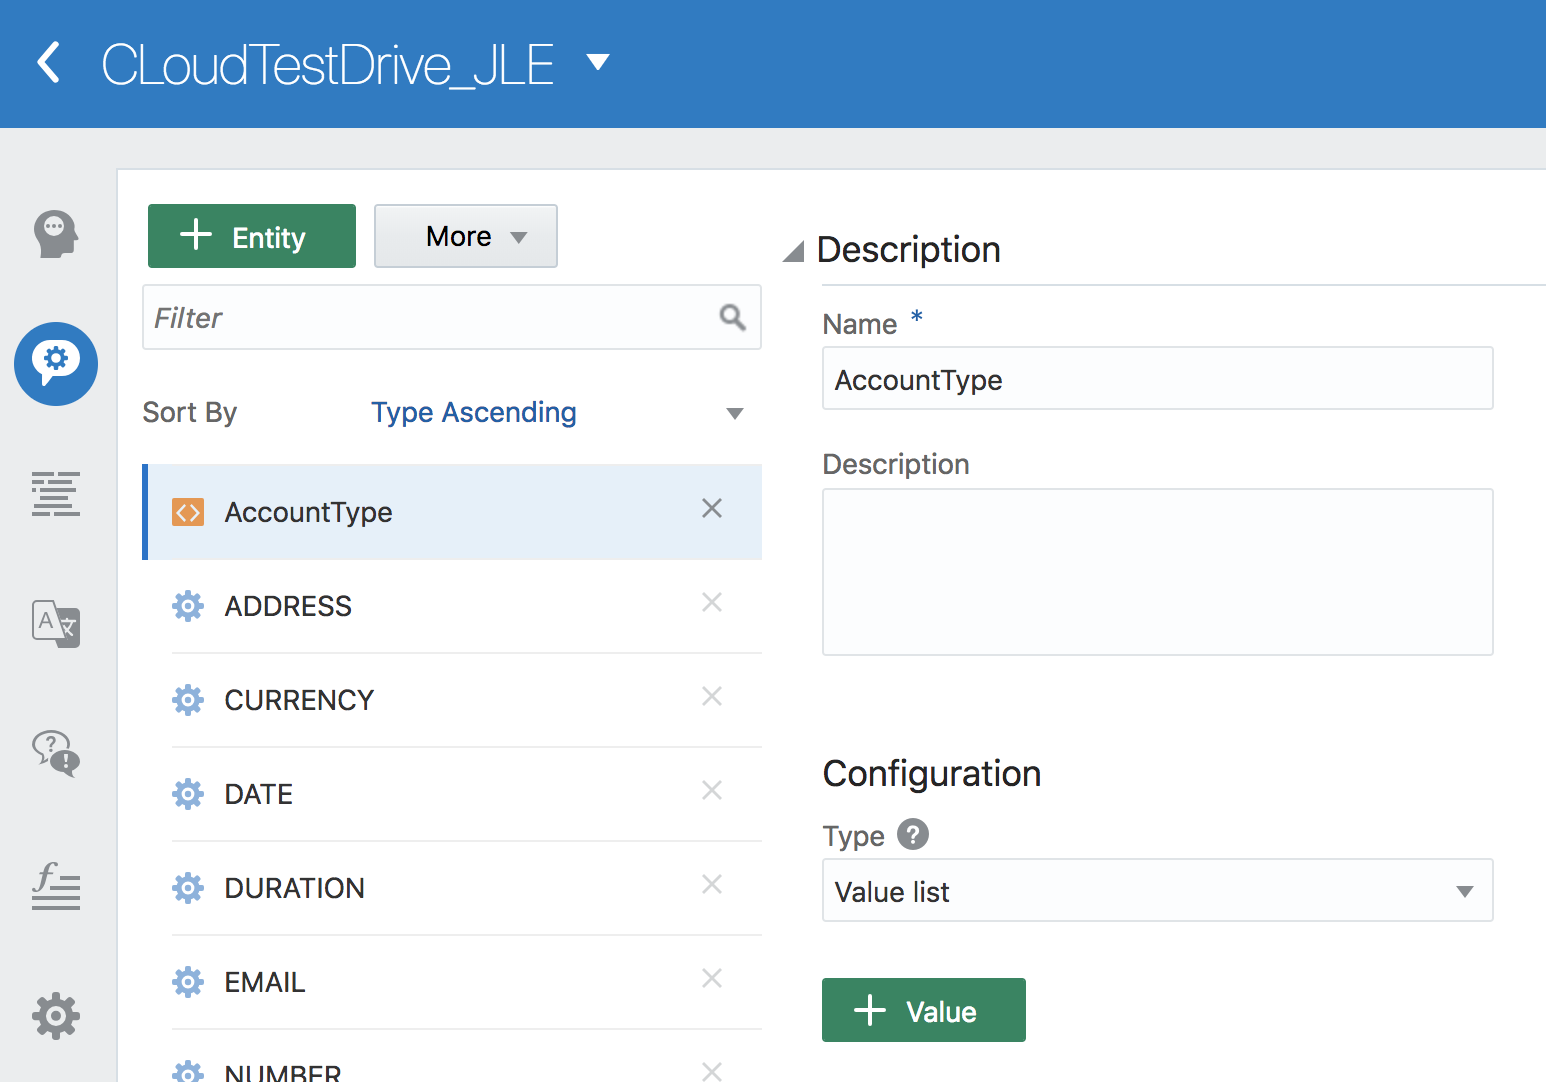 CLoudTestDrive_JLE
Entity
More
Filter
Sort By
Type Ascending
AccountType
ADDRESS
CURRENCY
DATE
DURATION
EMAIL
NUMBER
Description
Name *
AccountType
Description
Configuration
Type ?
Value list
Value